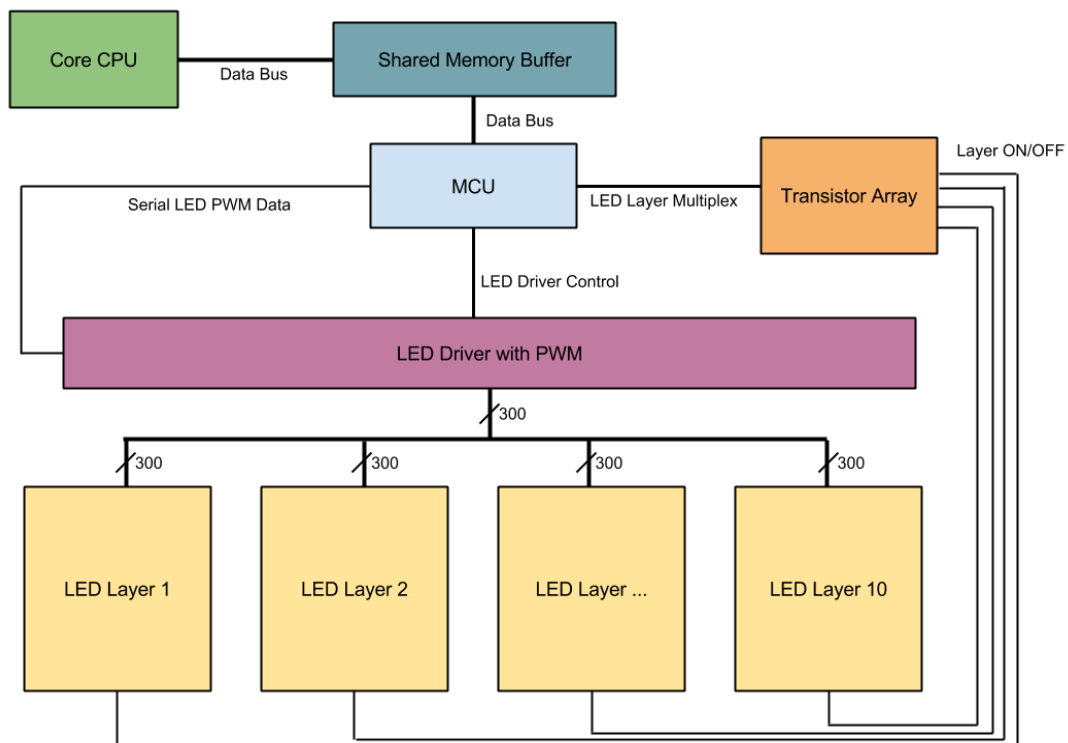 Core CPU
Shared Memory Buffer
Data Bus
Data Bus
Layer ON/OFF
MCU
Transistor Array
Serial LED PWM Data
LED Layer Multiplex
LED Driver Control
LED Driver with PWM
300
300
300
300
300
LED Layer 1
LED Layer 2
LED Layer ...
LED Layer 10